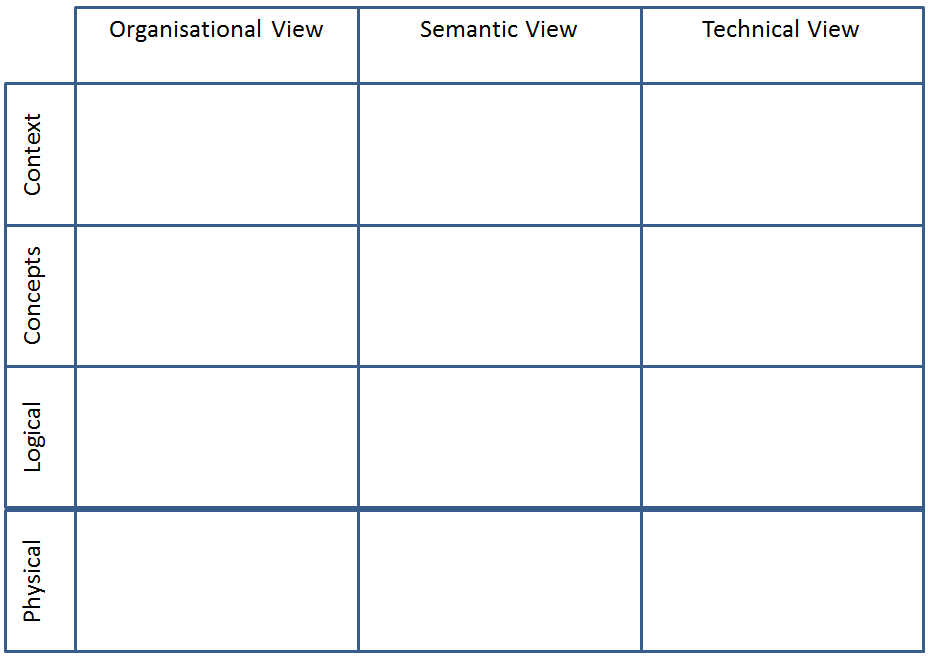 Organisational View
Semantic View
Technical View
Context
Concepts
Logical
Physical